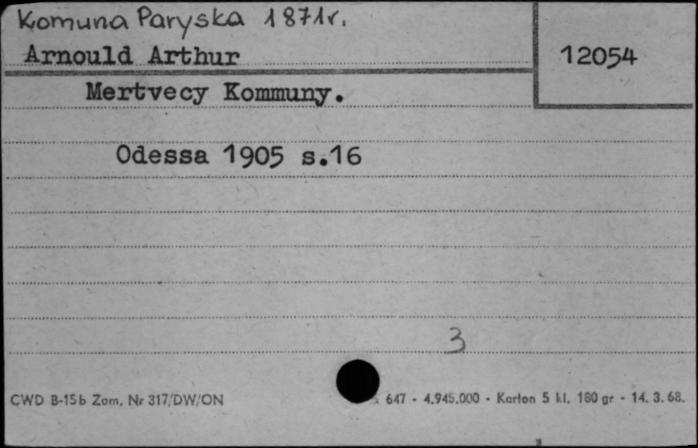 Komuna Paryska 1871r.
Arnould Arthur
12054
Mertvecy Kommuny.
Odessa 1905 s.16
3
CWD B-15b Zam. Nr 317/DW/ON
647 - 4.945.000 - Karton 5 kl. 180 gr - 14. 3. 68.